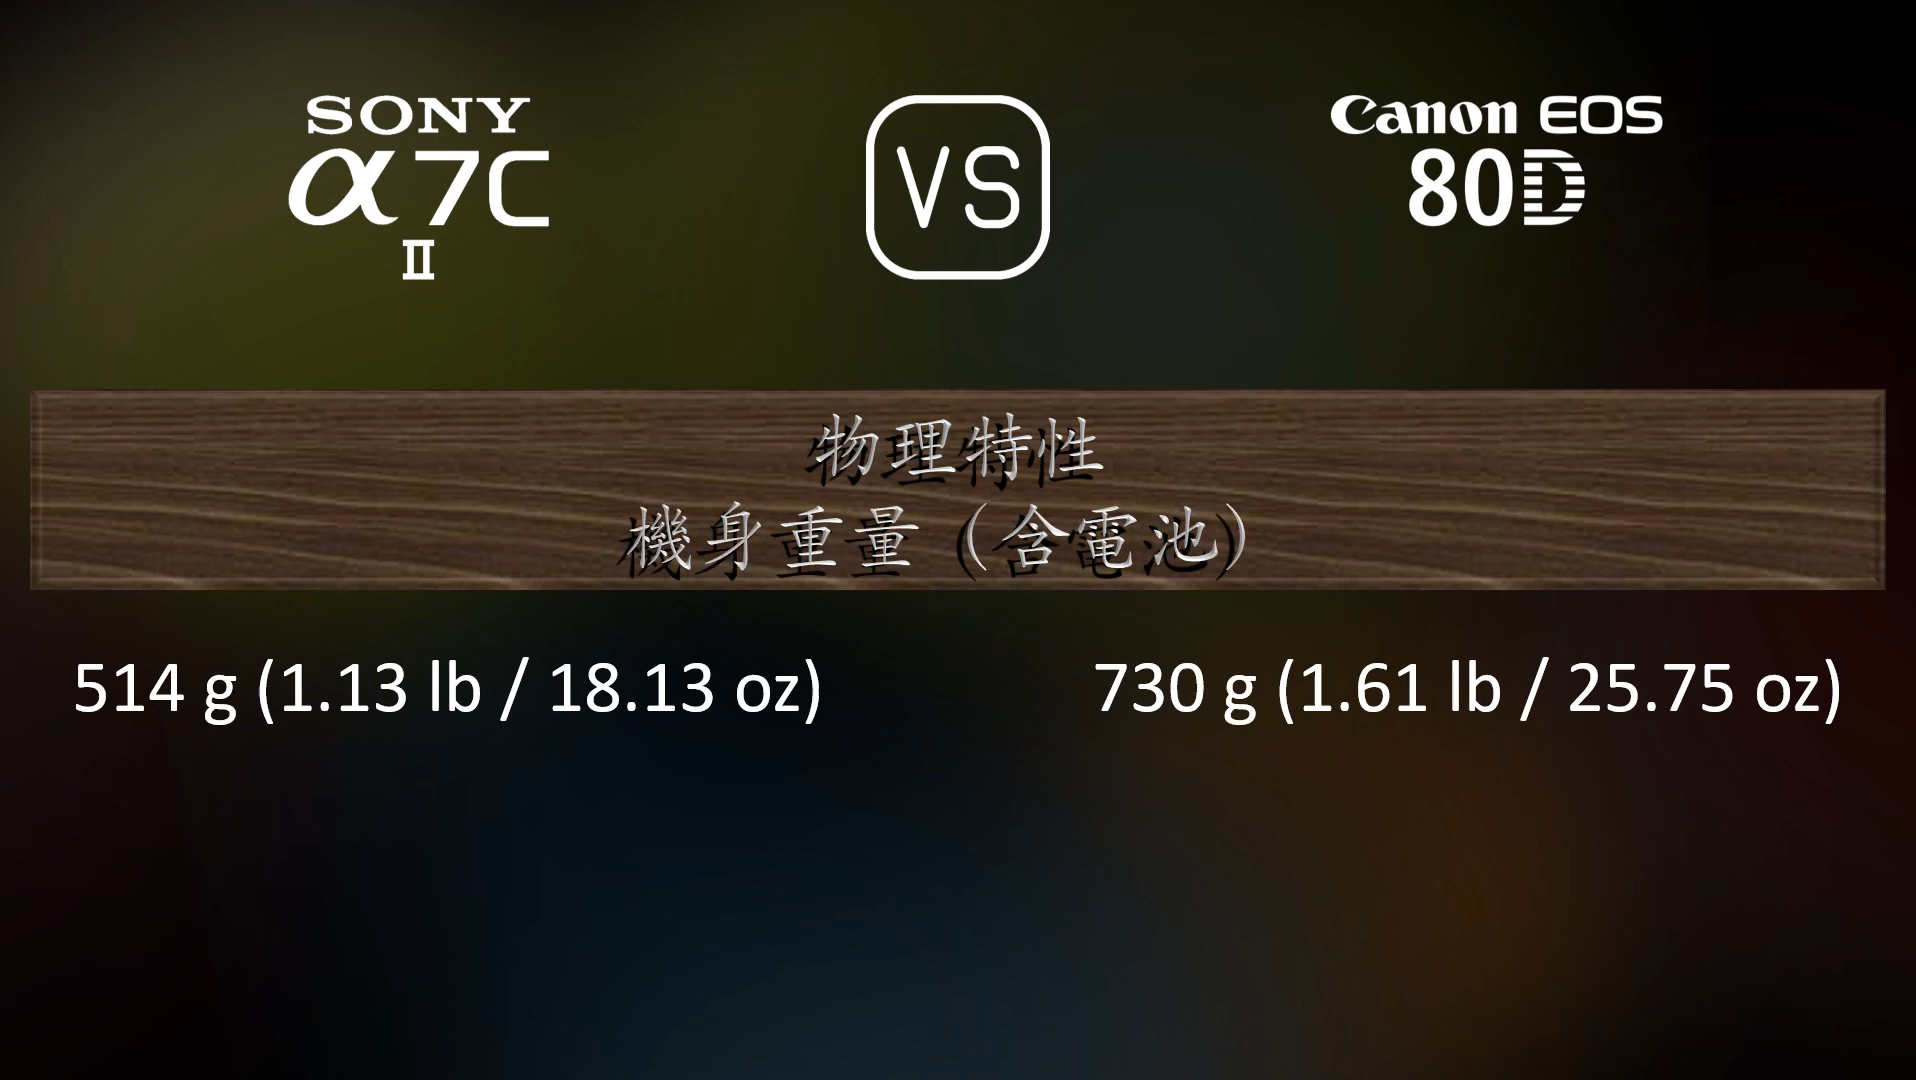 SONY
α7C
II
VS
Canon EOS
80D
物理特性
機身重量（含電池）
514 g (1.13 lb / 18.13 oz)
730 g (1.61 lb / 25.75 oz)